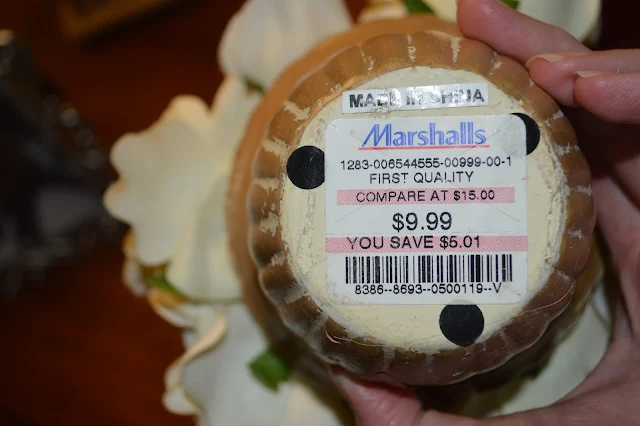 MADE IN CHINA
Marshalls
1283-006544555-00999-00-1
FIRST QUALITY
COMPARE AT $15.00
$9.99
YOU SAVE $5.01
8386--8693--0500119--V